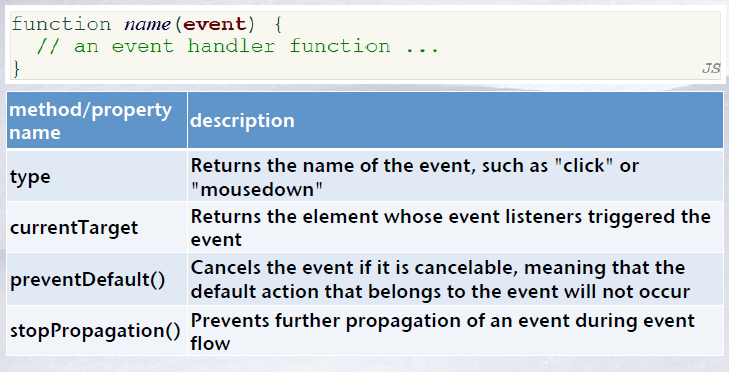 function name(event) {
// an event handler function ...
}
JS
method/property
name
description
type
Returns the name of the event, such as "click" or
"mousedown"
currentTarget
Returns the element whose event listeners triggered the
event
preventDefault()
Cancels the event if it is cancelable, meaning that the
default action that belongs to the event will not occur
stopPropagation()
Prevents further propagation of an event during event
flow